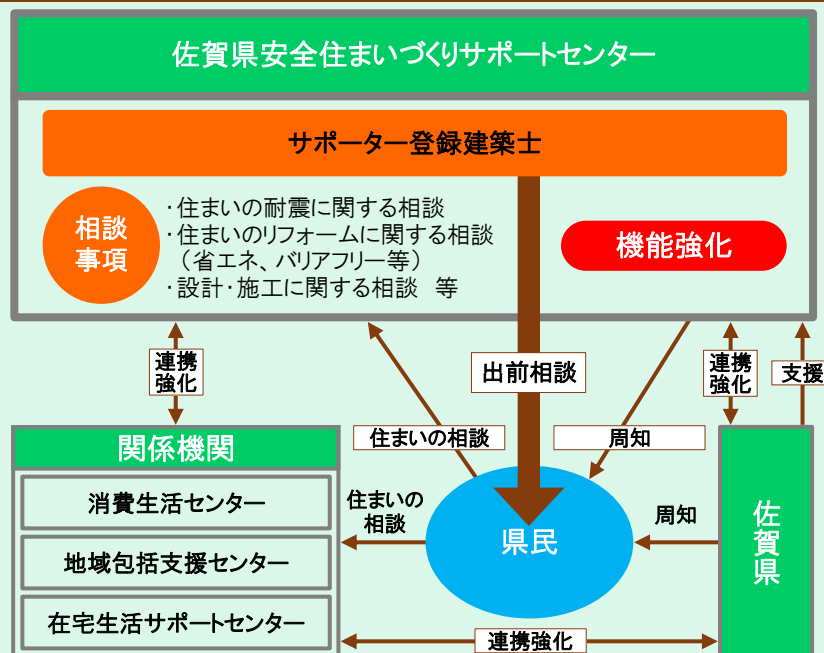 佐賀県安全住まいづくりサポートセンター
サポーター登録建築士
相談
事項
・住まいの耐震に関する相談
・住まいのリフォームに関する相談
（省エネ、バリアフリー等）
・設計・施工に関する相談　等
機能強化
連携
強化
出前相談
連携
強化
支援
住まいの相談
周知
関係機関
消費生活センター
地域包括支援センター
在宅生活サポートセンター
住まいの
相談
県民
周知
佐賀県
連携強化